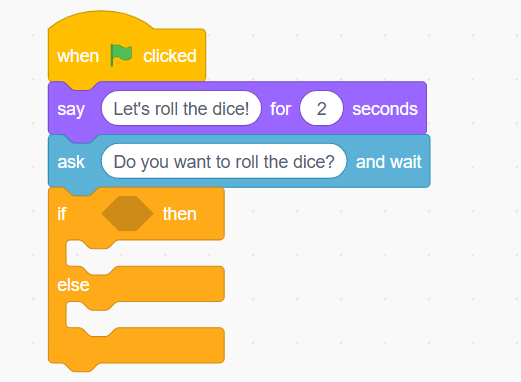 when clicked
say Let's roll the dice! for 2 seconds
ask Do you want to roll the dice? and wait
if then
else